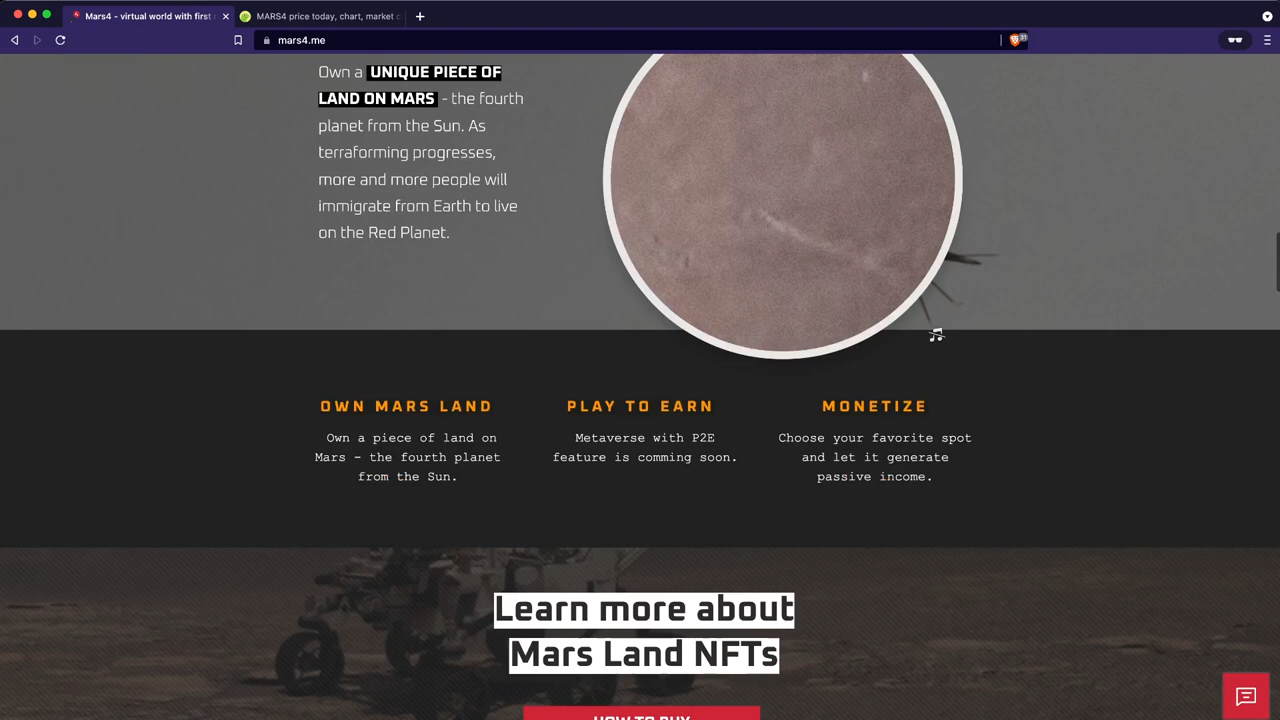 Mars4 - virtual world with first
MARS4 price today, chart, market c
mars4.me
31
Own a UNIQUE PIECE OF
LAND ON MARS - the fourth
planet from the Sun. As
terraforming progresses,
more and more people will
immigrate from Earth to live
on the Red Planet.
OWN MARS LAND
Own a piece of land on
Mars - the fourth planet
from the Sun.
PLAY TO EARN
Metaverse with P2E
feature is comming soon.
MONETIZE
Choose your favorite spot
and let it generate
passive income.
Learn more about
Mars Land NFTs
HOW TO BUY